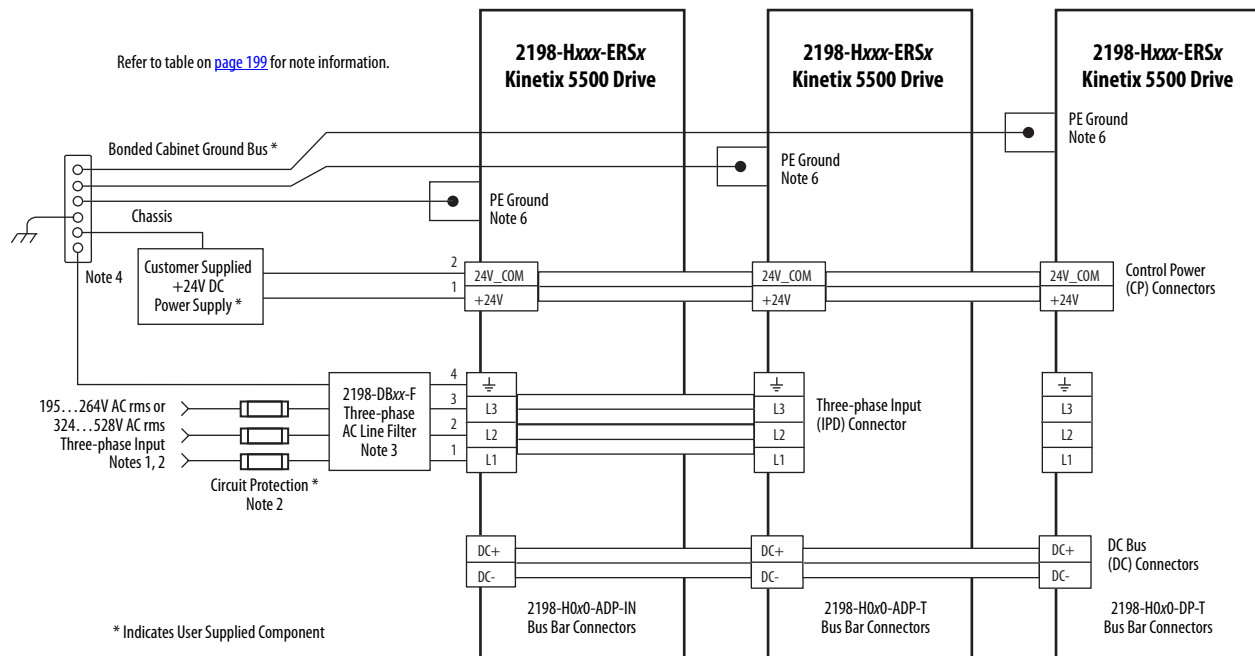 2198-Hxxx-ERSx
Kinetix 5500 Drive
2198-Hxxx-ERSx
Kinetix 5500 Drive
2198-Hxxx-ERSx
Kinetix 5500 Drive
Refer to table on page 199 for note information.
Bonded Cabinet Ground Bus *
PE Ground
Note 6
PE Ground
Note 6
PE Ground
Note 6
Chassis
Note 4
Customer Supplied
+24V DC
Power Supply *
2
1
24V_COM
+24V
24V_COM
+24V
24V_COM
+24V
Control Power
(CP) Connectors
195...264V AC rms or
324...528V AC rms
Three-phase Input
Notes 1, 2
Circuit Protection *
Note 2
2198-DBxx-F
Three-phase
AC Line Filter
Note 3
4
3
2
1
L3
L2
L1
L3
L2
L1
Three-phase Input
(IPD) Connector
L3
L2
L1
DC+
DC-
DC+
DC-
DC+
DC-
DC Bus
(DC) Connectors
2198-H0x0-ADP-IN
Bus Bar Connectors
2198-H0x0-ADP-T
Bus Bar Connectors
2198-H0x0-DP-T
Bus Bar Connectors
* Indicates User Supplied Component